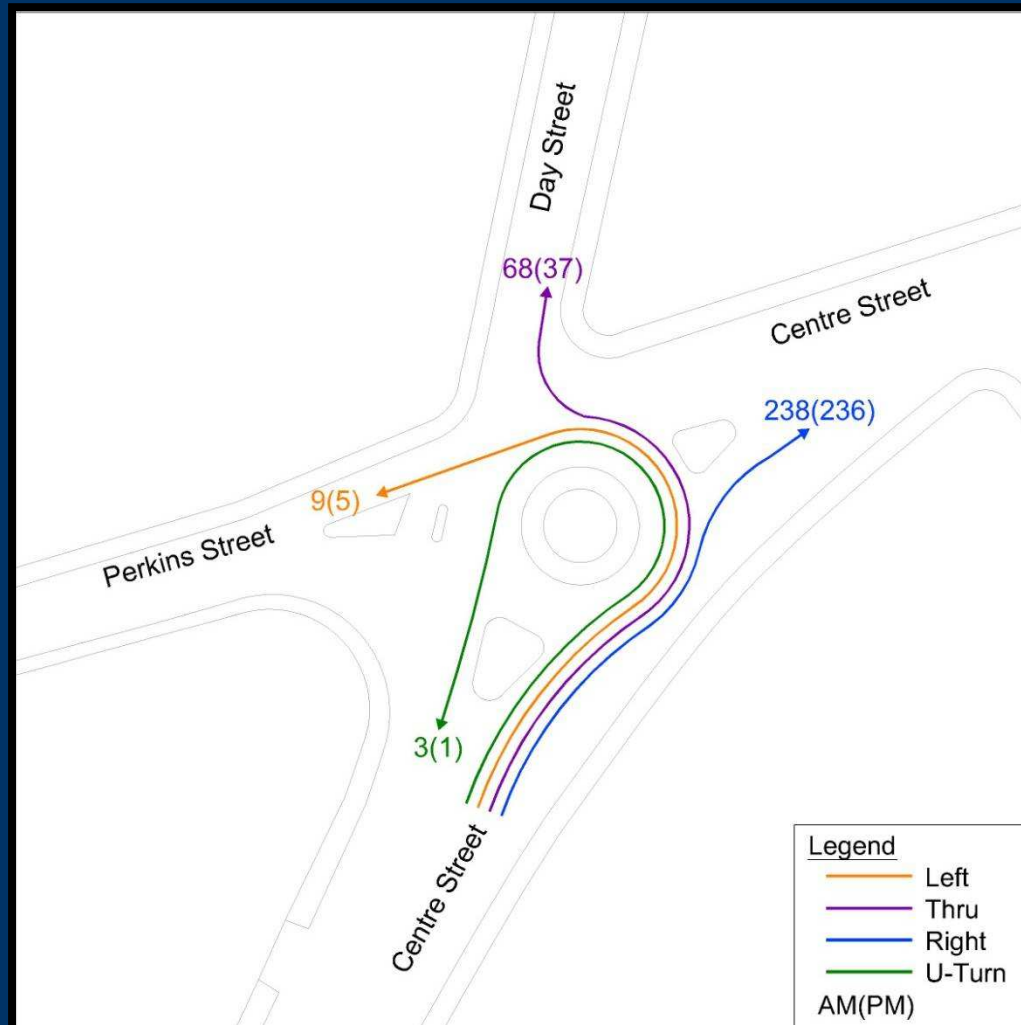 Day Street
68(37)
Centre Street
238(236)
9(5)
Perkins Street
3(1)
Centre Street
Legend
Left
Thru
Right
U-Turn
AM(PM)